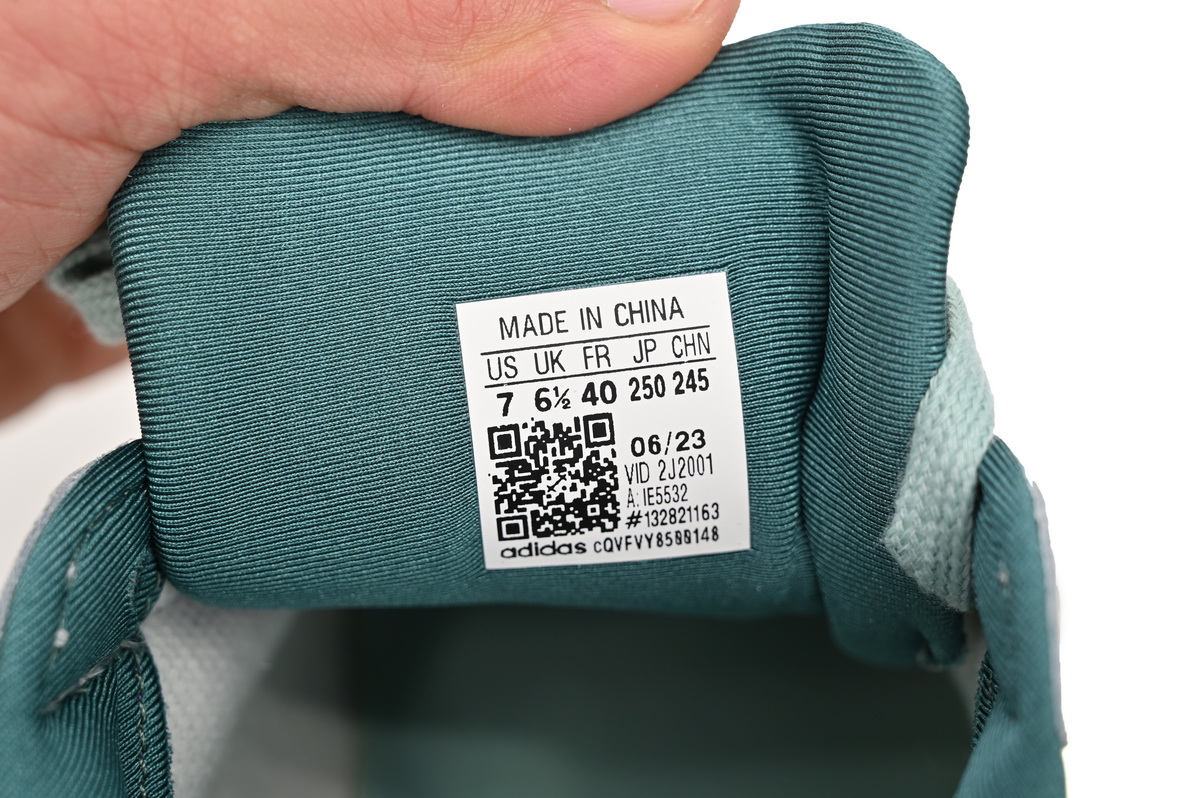 MADE IN CHINA
US UK FR JP CHN
7 6½ 40 250 245
06/23
VID 2J2001
A: IE5532
#132821163
adidas cQVFVY8500148